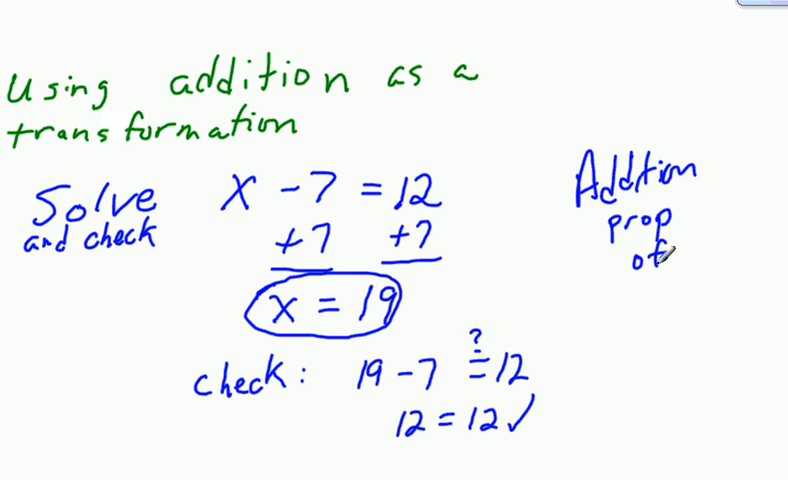 Using addition as a
transformation
Solve
and check
x - 7 = 12
+7 +7
x = 19
check: 19 - 7 ≟ 12
12 = 12 ✓
Addition
prop
of